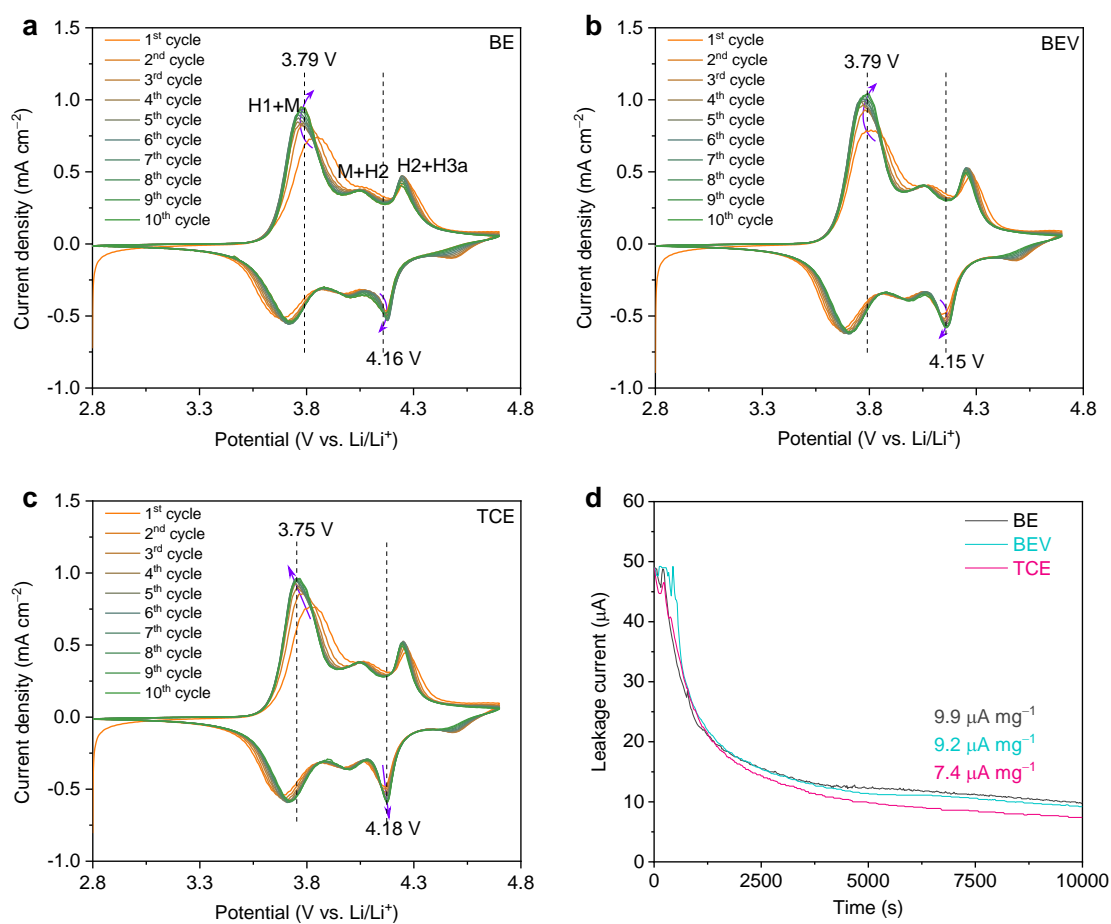 a
BE
1st cycle
2nd cycle
3rd cycle
4th cycle
5th cycle
6th cycle
7th cycle
8th cycle
9th cycle
10th cycle
3.79 V
H1+M
M+H2
H2+H3a
4.16 V
1.5
1.0
0.5
0.0
-0.5
-1.0
Current density (mA cm−2)
2.8 3.3 3.8 4.3 4.8
Potential (V vs. Li/Li+)
b
BEV
1st cycle
2nd cycle
3rd cycle
4th cycle
5th cycle
6th cycle
7th cycle
8th cycle
9th cycle
10th cycle
3.79 V
4.15 V
1.5
1.0
0.5
0.0
-0.5
-1.0
Current density (mA cm−2)
2.8 3.3 3.8 4.3 4.8
Potential (V vs. Li/Li+)
c
TCE
1st cycle
2nd cycle
3rd cycle
4th cycle
5th cycle
6th cycle
7th cycle
8th cycle
9th cycle
10th cycle
3.75 V
4.18 V
1.5
1.0
0.5
0.0
-0.5
-1.0
Current density (mA cm−2)
2.8 3.3 3.8 4.3 4.8
Potential (V vs. Li/Li+)
d
BE
BEV
TCE
9.9 μA mg−1
9.2 μA mg−1
7.4 μA mg−1
60
50
40
30
20
10
0
Leakage current (μA)
0 2500 5000 7500 10000
Time (s)